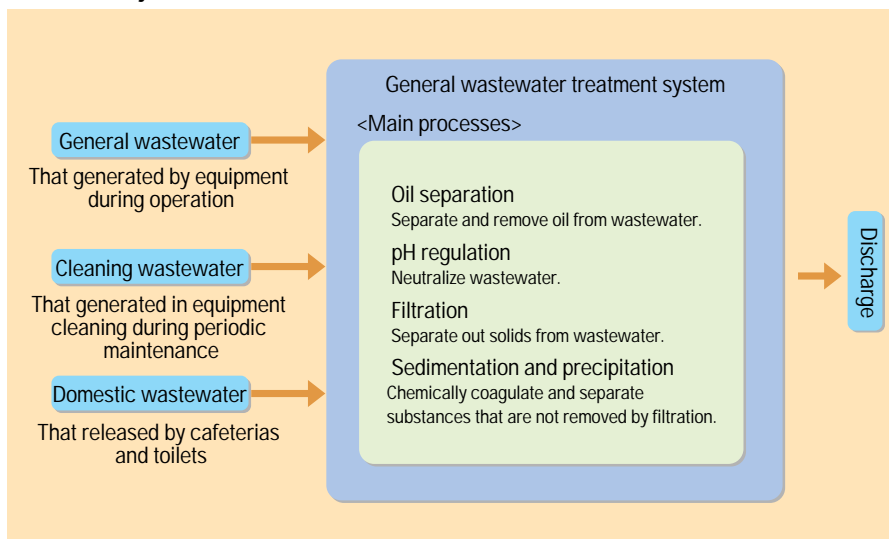 General wastewater treatment system
<Main processes>
General wastewater
That generated by equipment
during operation
Cleaning wastewater
That generated in equipment
cleaning during periodic
maintenance
Domestic wastewater
That released by cafeterias
and toilets
Oil separation
Separate and remove oil from wastewater.
pH regulation
Neutralize wastewater.
Filtration
Separate out solids from wastewater.
Sedimentation and precipitation
Chemically coagulate and separate
substances that are not removed by filtration.
Discharge